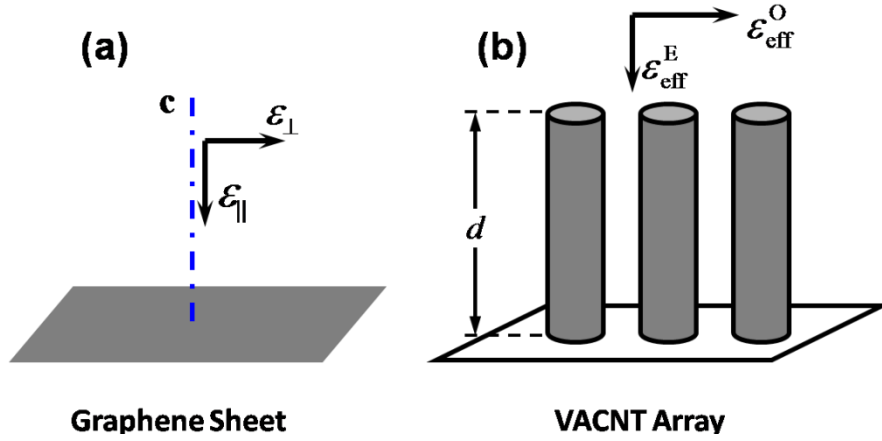 (a)
c
ε⊥
ε||
Graphene Sheet
(b)
εeffO
εeffE
d
VACNT Array